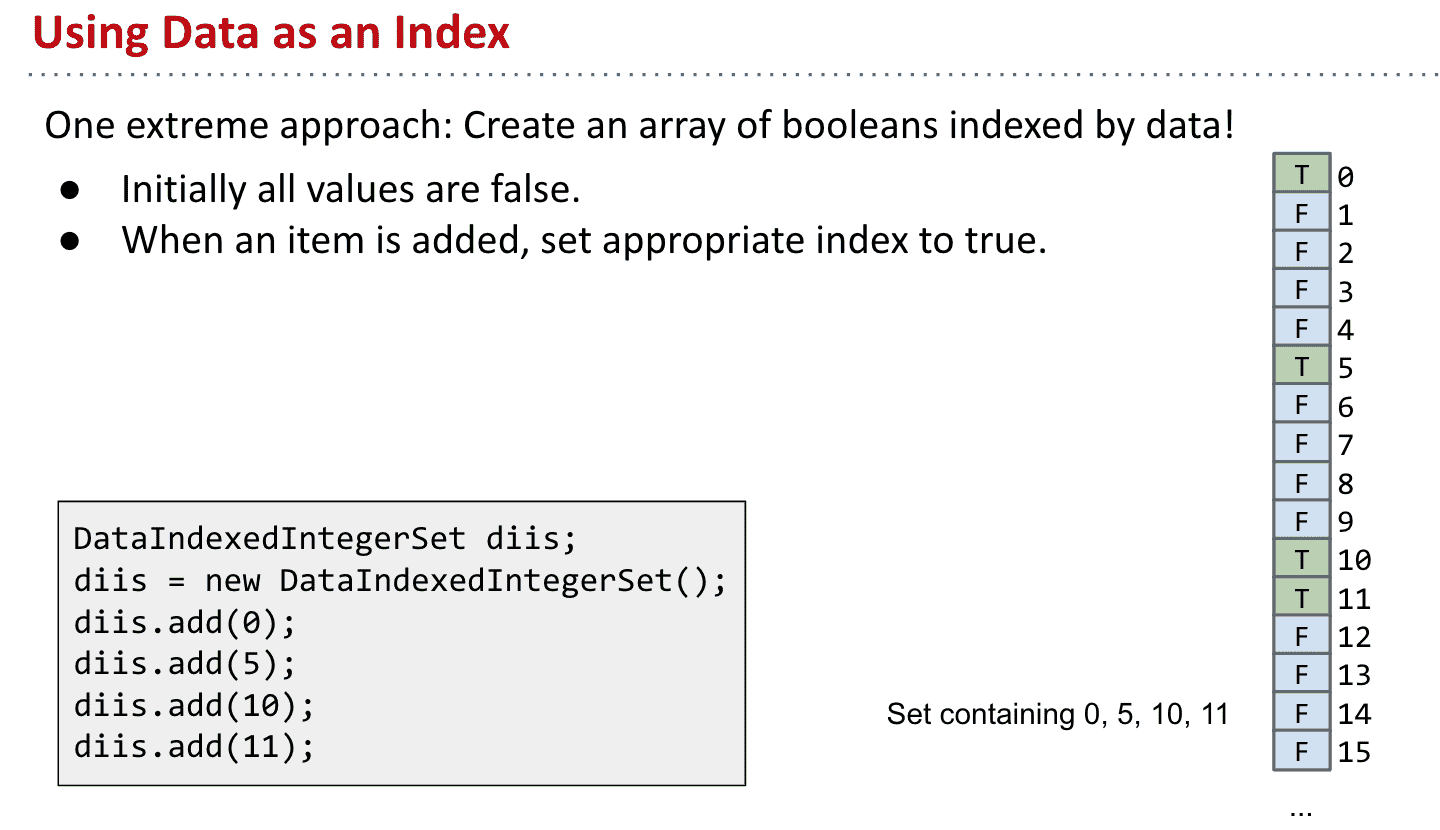 Using Data as an Index
One extreme approach: Create an array of booleans indexed by data!
● Initially all values are false.
● When an item is added, set appropriate index to true.
DataIndexedIntegerSet diis;
diis = new DataIndexedIntegerSet();
diis.add(0);
diis.add(5);
diis.add(10);
diis.add(11);
Set containing 0, 5, 10, 11
T 0
F 1
F 2
F 3
F 4
T 5
F 6
F 7
F 8
F 9
T 10
T 11
F 12
F 13
F 14
F 15
...